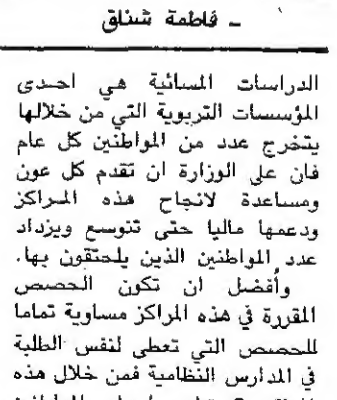 ـ فاطمة شناق
الدراسات المسائية هي احدى
المؤسسات التربوية التي من خلالها
يتخرج عدد من المواطنين كل عام
فان على الوزارة ان تقدم كل عون
ومساعدة لانجاح هذه المراكز
ودعمها ماليا حتى تتوسع ويزداد
عدد المواطنين الذين يلحتقون بها.
وأفضل ان تكون الحصص
المقررة في هذه المراكز مساوية تماما
للحصص التي تعطى لنفس الطلبة
في المدارس النظامية فمن خلال هذه